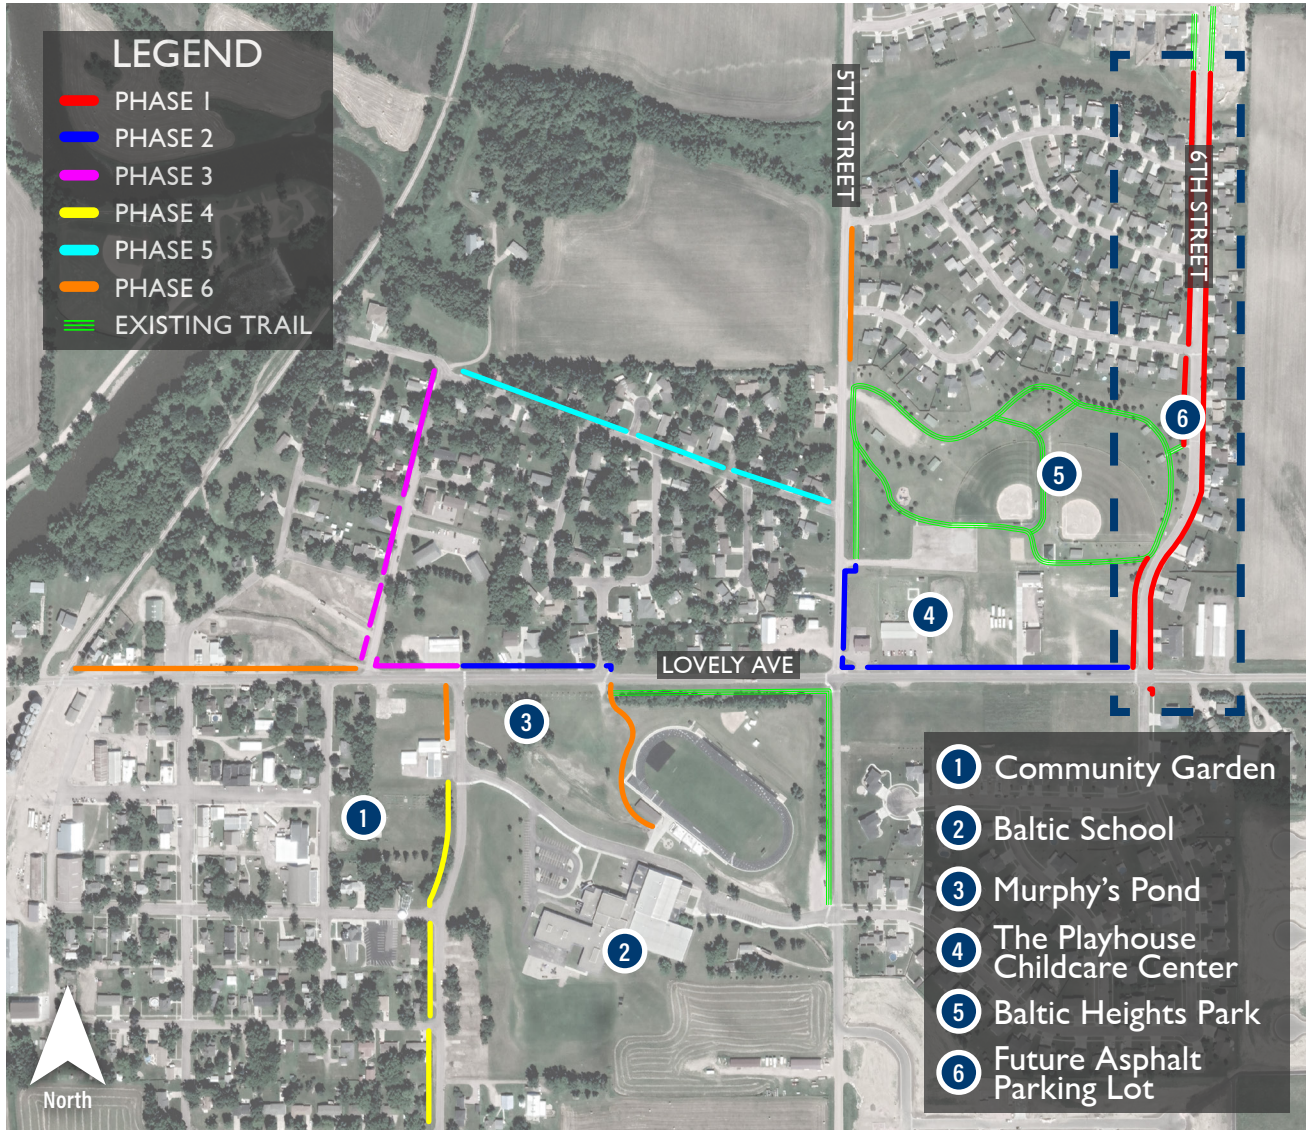 LEGEND
PHASE 1
PHASE 2
PHASE 3
PHASE 4
PHASE 5
PHASE 6
EXISTING TRAIL
5TH STREET
6TH STREET
6
5
4
LOVELY AVE
3
1
2
1 Community Garden
2 Baltic School
3 Murphy's Pond
4 The Playhouse
Childcare Center
5 Baltic Heights Park
6 Future Asphalt
Parking Lot
North